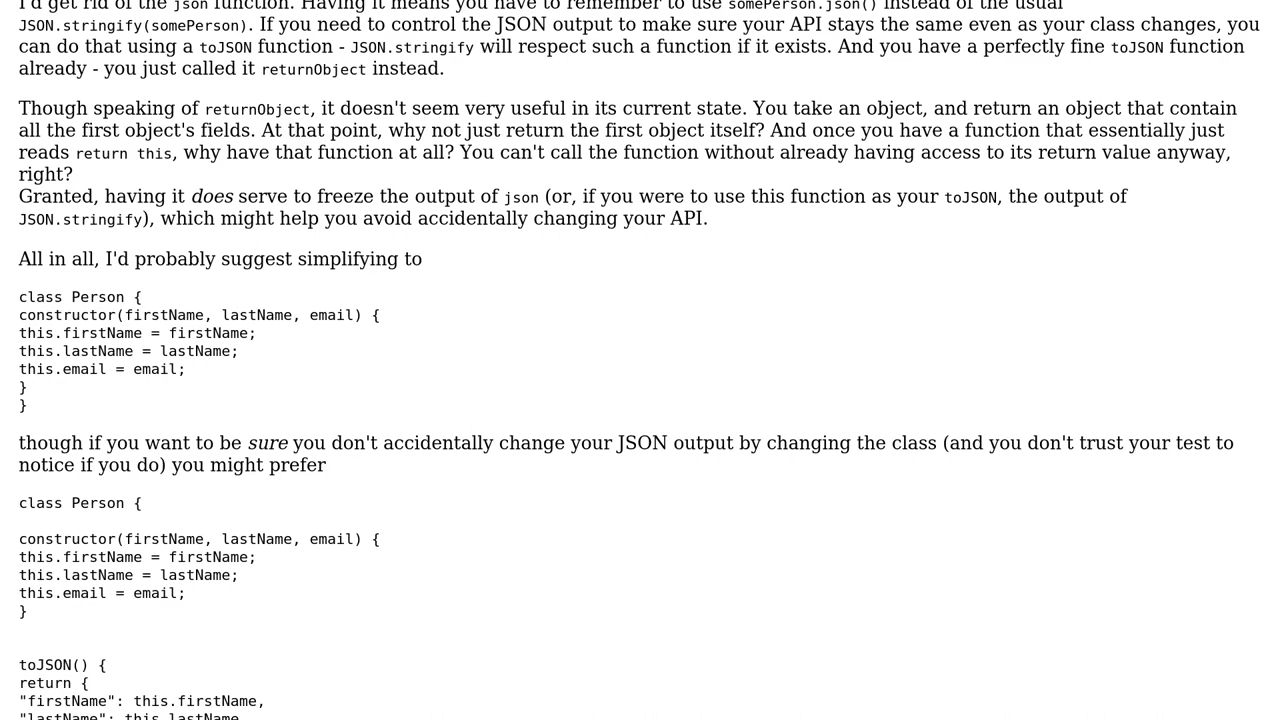 I'd get rid of the json function. Having it means you have to remember to use somePerson.json() instead of the usual
JSON.stringify(somePerson). If you need to control the JSON output to make sure your API stays the same even as your class changes, you
can do that using a toJSON function - JSON.stringify will respect such a function if it exists. And you have a perfectly fine toJSON function
already - you just called it returnObject instead.
Though speaking of returnObject, it doesn't seem very useful in its current state. You take an object, and return an object that contain
all the first object's fields. At that point, why not just return the first object itself? And once you have a function that essentially just
reads return this, why have that function at all? You can't call the function without already having access to its return value anyway,
right?
Granted, having it does serve to freeze the output of json (or, if you were to use this function as your toJSON, the output of
JSON.stringify), which might help you avoid accidentally changing your API.
All in all, I'd probably suggest simplifying to
class Person {
constructor(firstName, lastName, email) {
this.firstName = firstName;
this.lastName = lastName;
this.email = email;
}
}
though if you want to be sure you don't accidentally change your JSON output by changing the class (and you don't trust your test to
notice if you do) you might prefer
class Person {
constructor(firstName, lastName, email) {
this.firstName = firstName;
this.lastName = lastName;
this.email = email;
}
toJSON() {
return {
"firstName": this.firstName,
"lastName": this.lastName